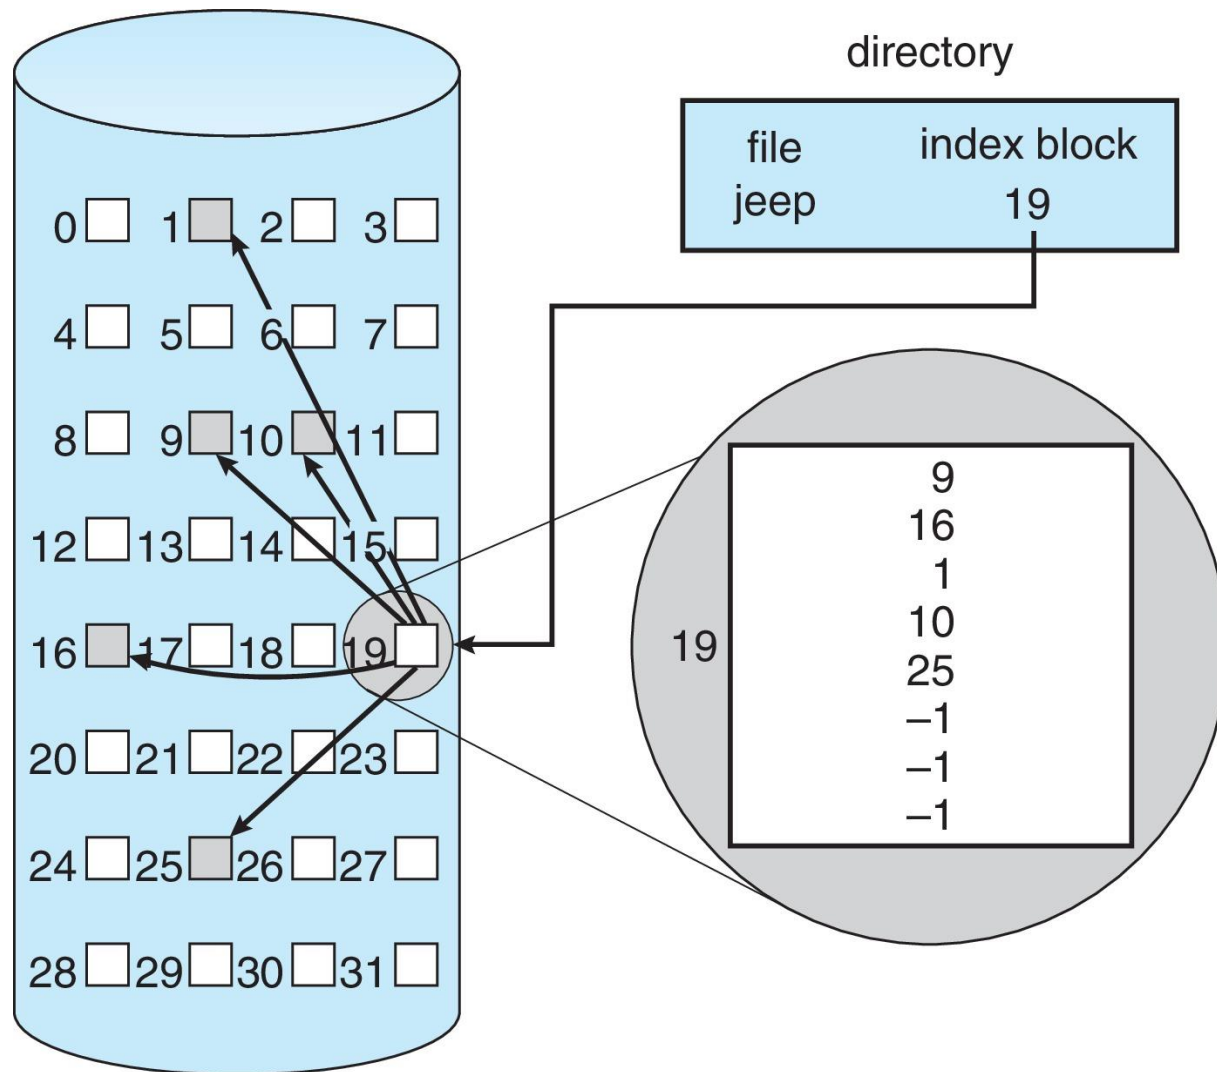 directory
file index block
jeep 19
0 1 2 3
4 5 6 7
8 9 10 11
12 13 14 15
16 17 18 19
20 21 22 23
24 25 26 27
28 29 30 31
19
9
16
1
10
25
–1
–1
–1